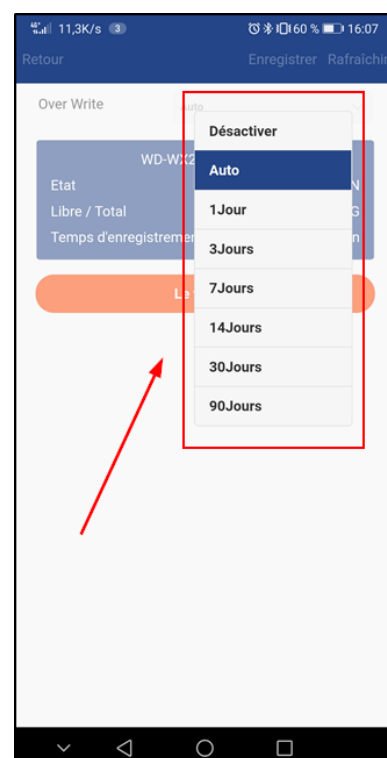 11,3K/s 3 60 % 16:07
Retour Enregistrer Rafraîchir
Over Write Auto
Désactiver
Auto
1Jour
3Jours
7Jours
14Jours
30Jours
90Jours
WD-WX2
Etat N
Libre / Total G
Temps d'enregistremen n
Le